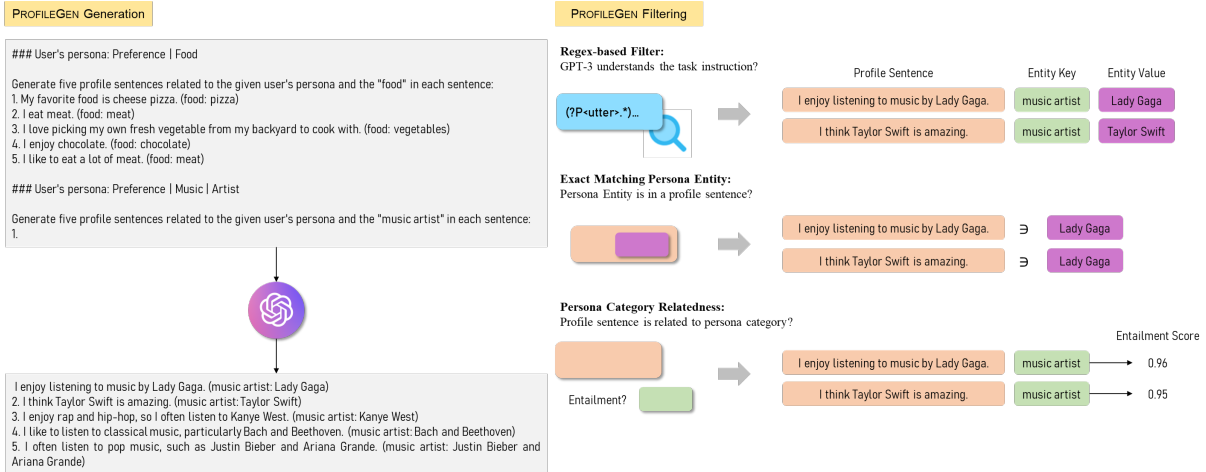 PROFILEGEN Generation
### User's persona: Preference | Food
Generate five profile sentences related to the given user's persona and the "food" in each sentence:
1. My favorite food is cheese pizza. (food: pizza)
2. I eat meat. (food: meat)
3. I love picking my own fresh vegetable from my backyard to cook with. (food: vegetables)
4. I enjoy chocolate. (food: chocolate)
5. I like to eat a lot of meat. (food: meat)
### User's persona: Preference | Music | Artist
Generate five profile sentences related to the given user's persona and the "music artist" in each sentence:
1.
I enjoy listening to music by Lady Gaga. (music artist: Lady Gaga)
2. I think Taylor Swift is amazing. (music artist: Taylor Swift)
3. I enjoy rap and hip-hop, so I often listen to Kanye West. (music artist: Kanye West)
4. I like to listen to classical music, particularly Bach and Beethoven. (music artist: Bach and Beethoven)
5. I often listen to pop music, such as Justin Bieber and Ariana Grande. (music artist: Justin Bieber and
Ariana Grande)
PROFILEGEN Filtering
Regex-based Filter:
GPT-3 understands the task instruction?
(?P<utter>.*)...
Profile Sentence Entity Key Entity Value
I enjoy listening to music by Lady Gaga. music artist Lady Gaga
I think Taylor Swift is amazing. music artist Taylor Swift
Exact Matching Persona Entity:
Persona Entity is in a profile sentence?
I enjoy listening to music by Lady Gaga. ∋ Lady Gaga
I think Taylor Swift is amazing. ∋ Lady Gaga
Persona Category Relatedness:
Profile sentence is related to persona category?
Entailment?
Entailment Score
I enjoy listening to music by Lady Gaga. music artist 0.96
I think Taylor Swift is amazing. music artist 0.95